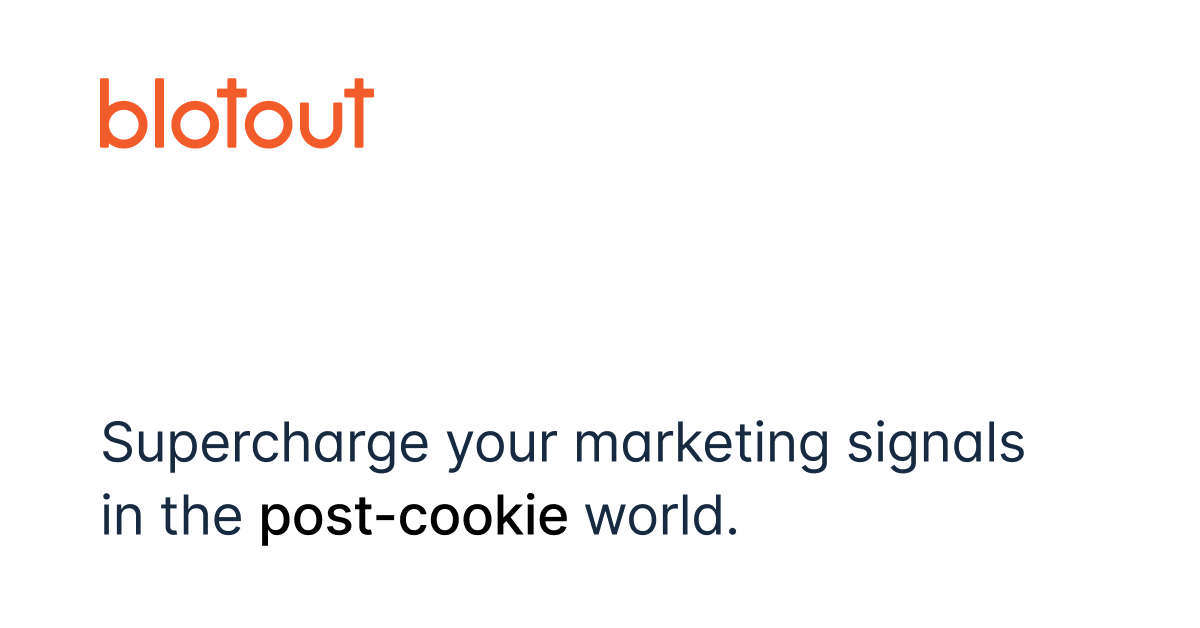 blotout
Supercharge your marketing signals
in the post-cookie world.